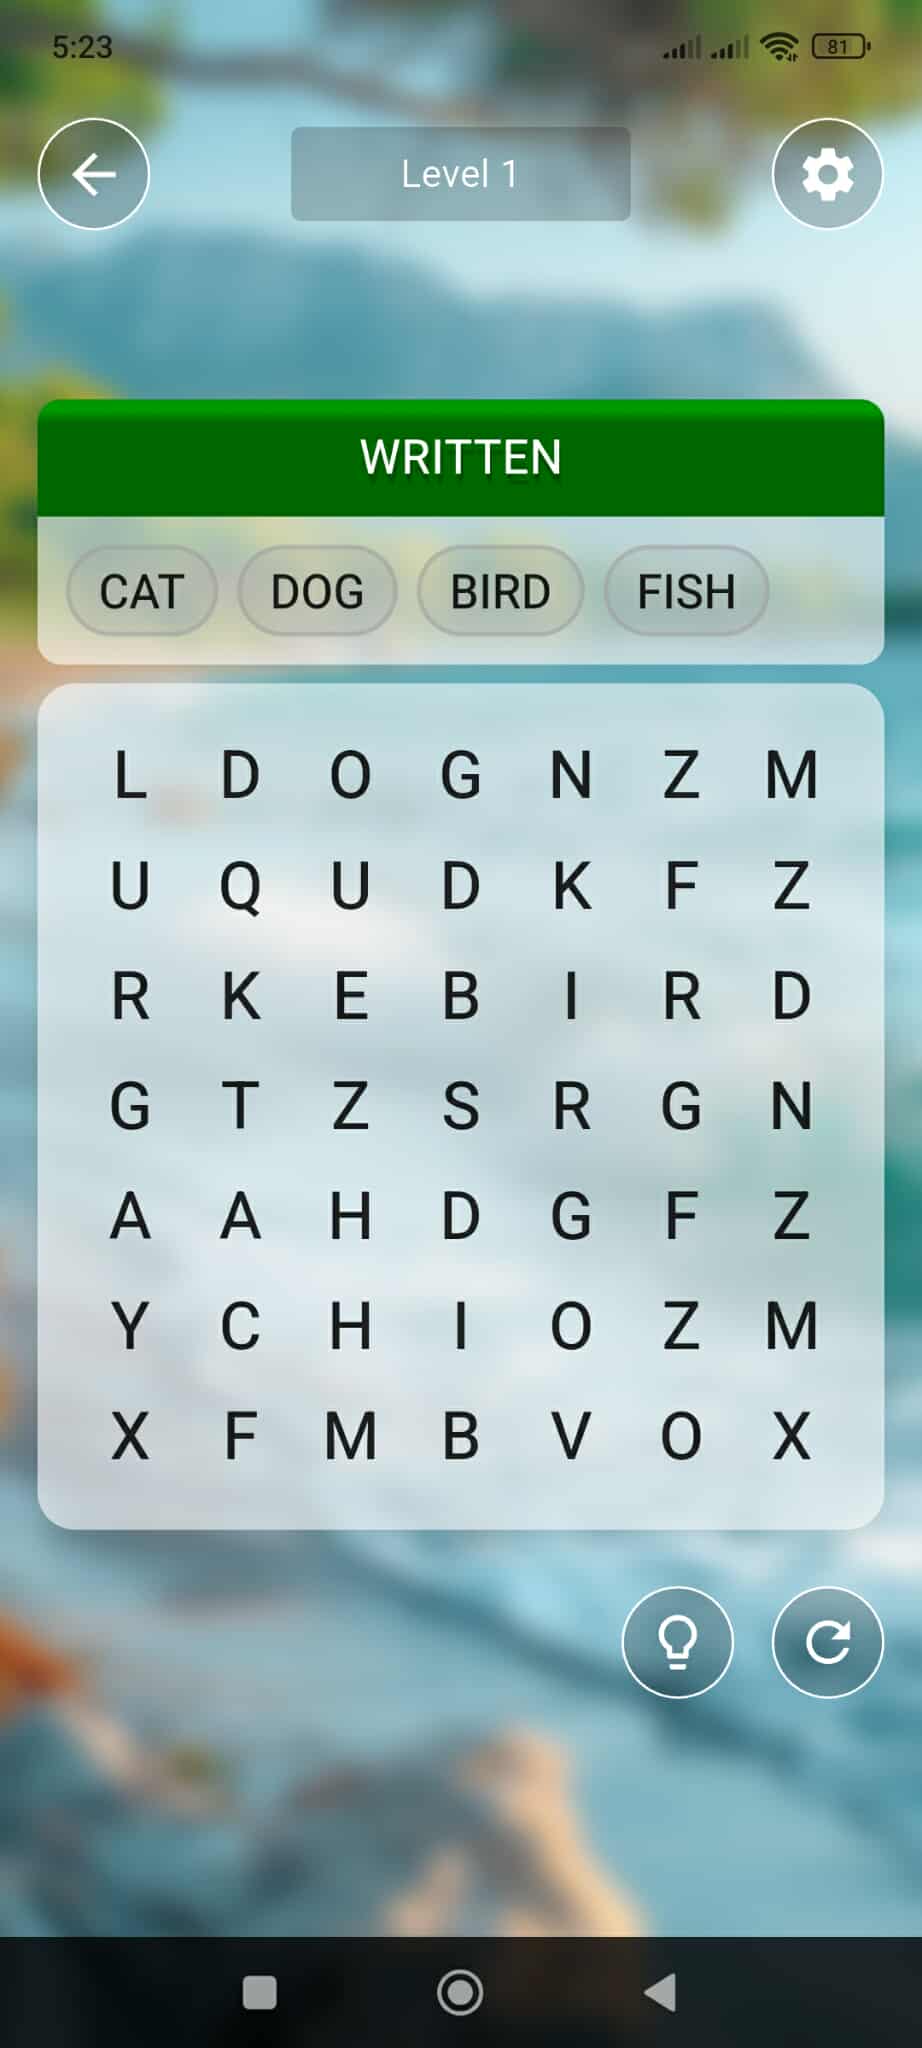 5:23 81
Level 1
WRITTEN
CAT DOG BIRD FISH
L D O G N Z M
U Q U D K F Z
R K E B I R D
G T Z S R G N
A A H D G F Z
Y C H I O Z M
X F M B V O X